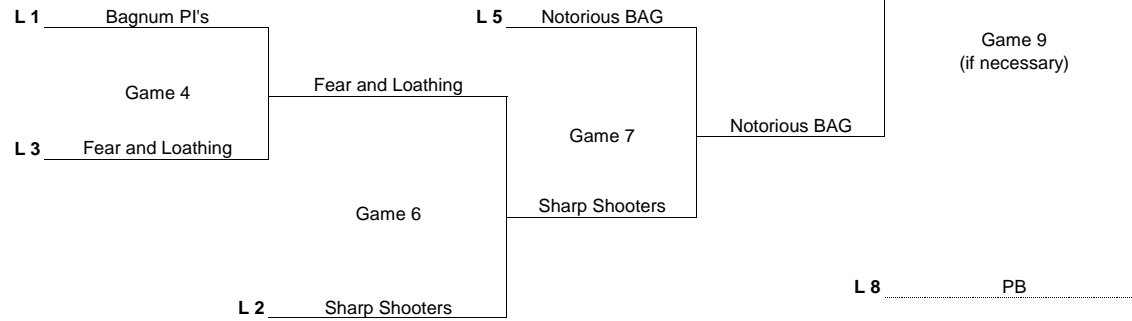 L 1 Bagnum PI's
L 5 Notorious BAG
Game 9
(if necessary)
Game 4
Fear and Loathing
Game 7
Notorious BAG
L 3 Fear and Loathing
Game 6
Sharp Shooters
L 2 Sharp Shooters
L 8 PB